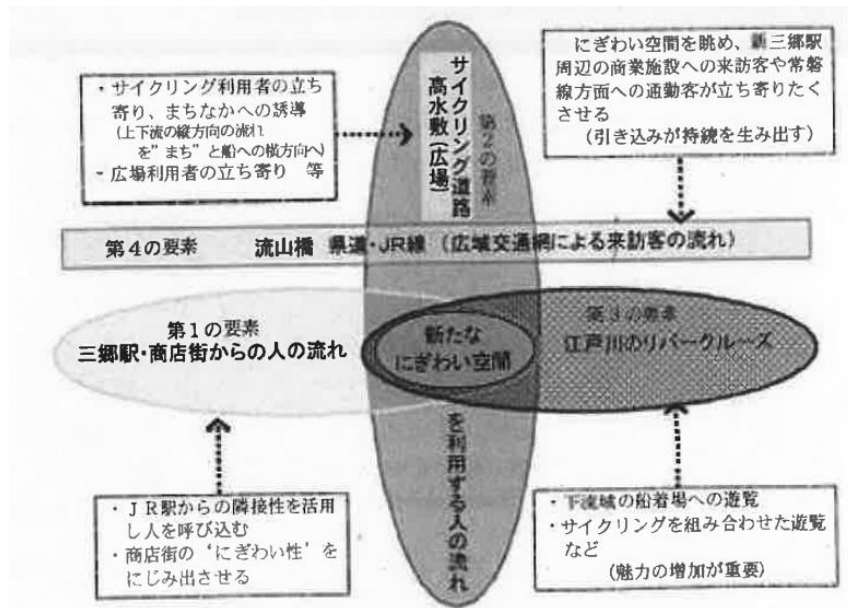 ・サイクリング利用者の立ち
寄り、まちなかへの誘導
(上下流の縦方向の流れ
を”まち”と船への横方向へ)
・広場利用者の立ち寄り 等
サイクリング道路
高水敷(広場)
第2の要素
を利用する人の流れ
にぎわい空間を眺め、新三郷駅
周辺の商業施設への来訪客や常磐
線方面への通勤客が立ち寄りたく
させる
(引き込みが持続を生み出す)
第4の要素 流山橋 県道・JR線 (広域交通網による来訪客の流れ)
第1の要素
三郷駅・商店街からの人の流れ
新たな
にぎわい空間
第3の要素
江戸川のリバークルーズ
・JR駅からの隣接性を活用
し人を呼び込む
・商店街の‘にぎわい性’を
にじみ出させる
・下流域の船着場への遊覧
・サイクリングを組み合わせた遊覧
など
(魅力の増加が重要)